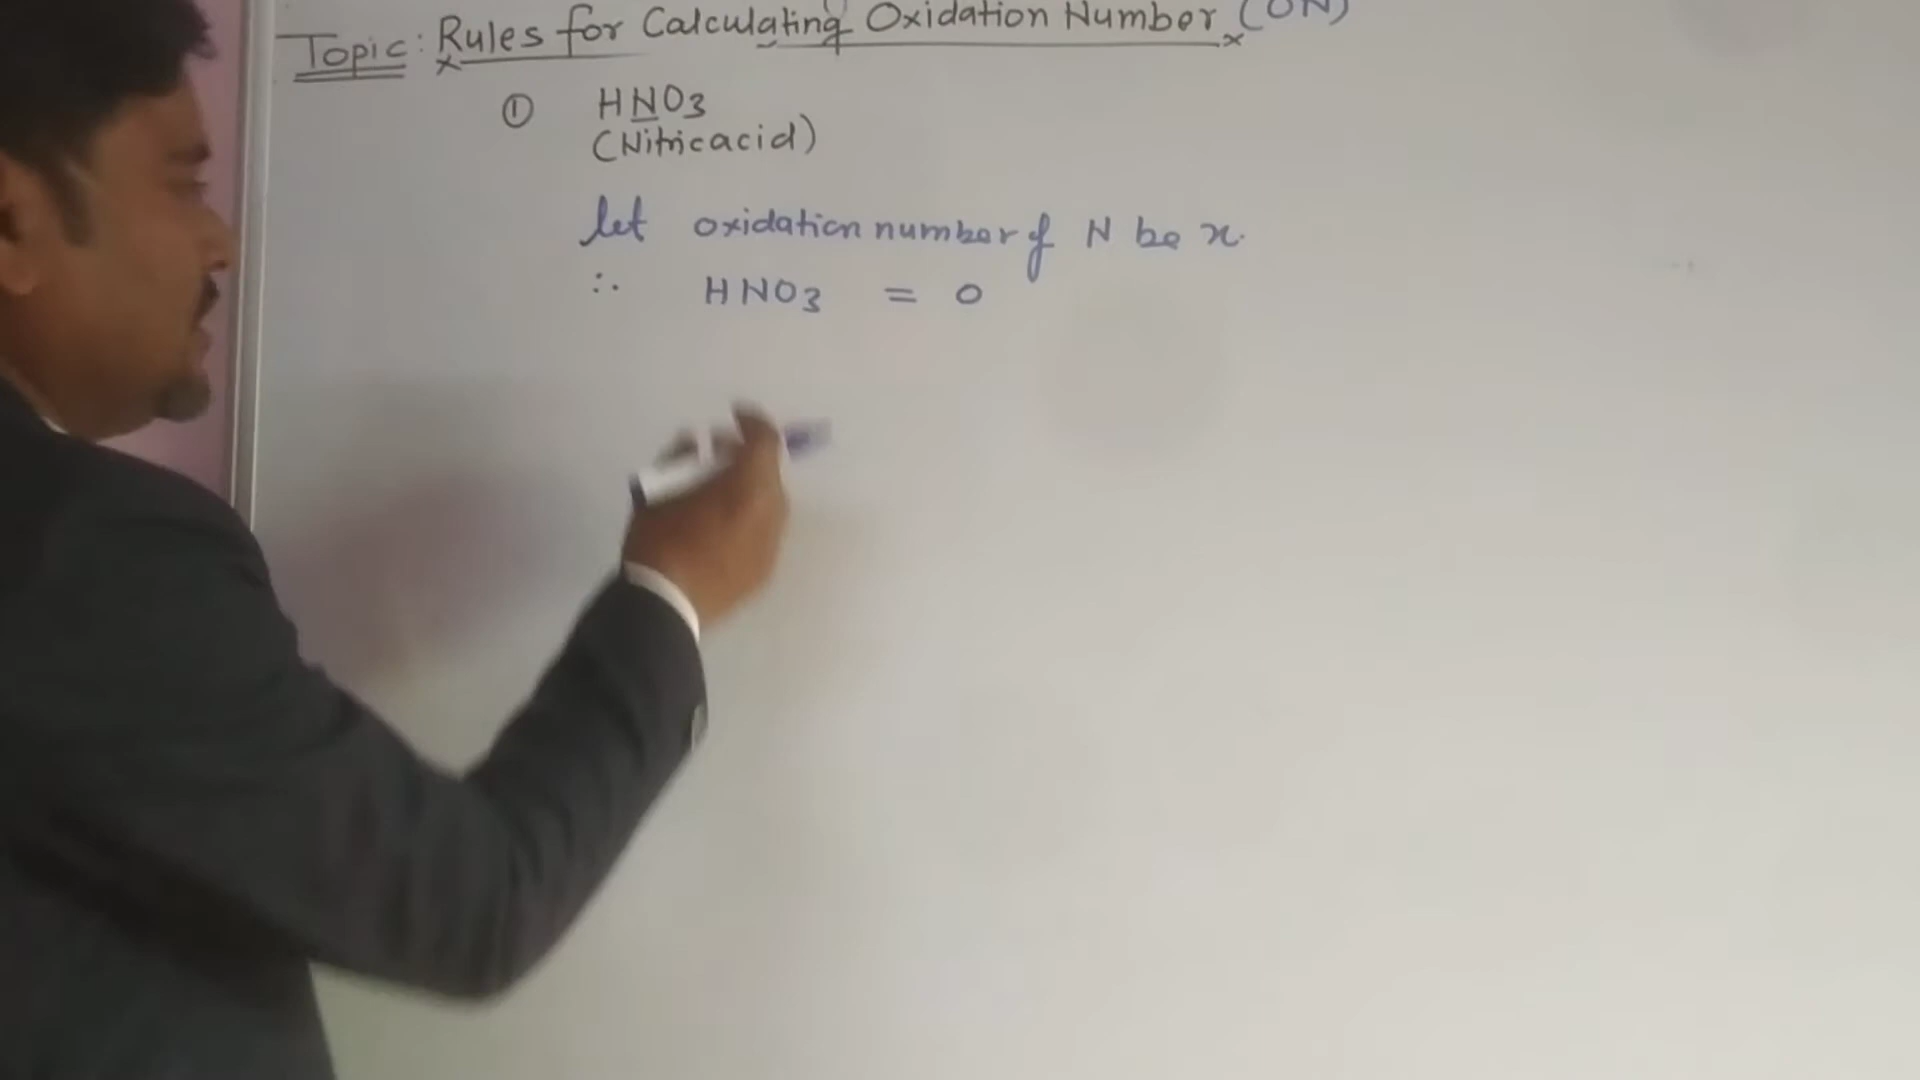 Topic: Rules for Calculating Oxidation Number (ON)
① HNO3
(Nitricacid)
let oxidation number of N be x.
∴ HNO3 = 0